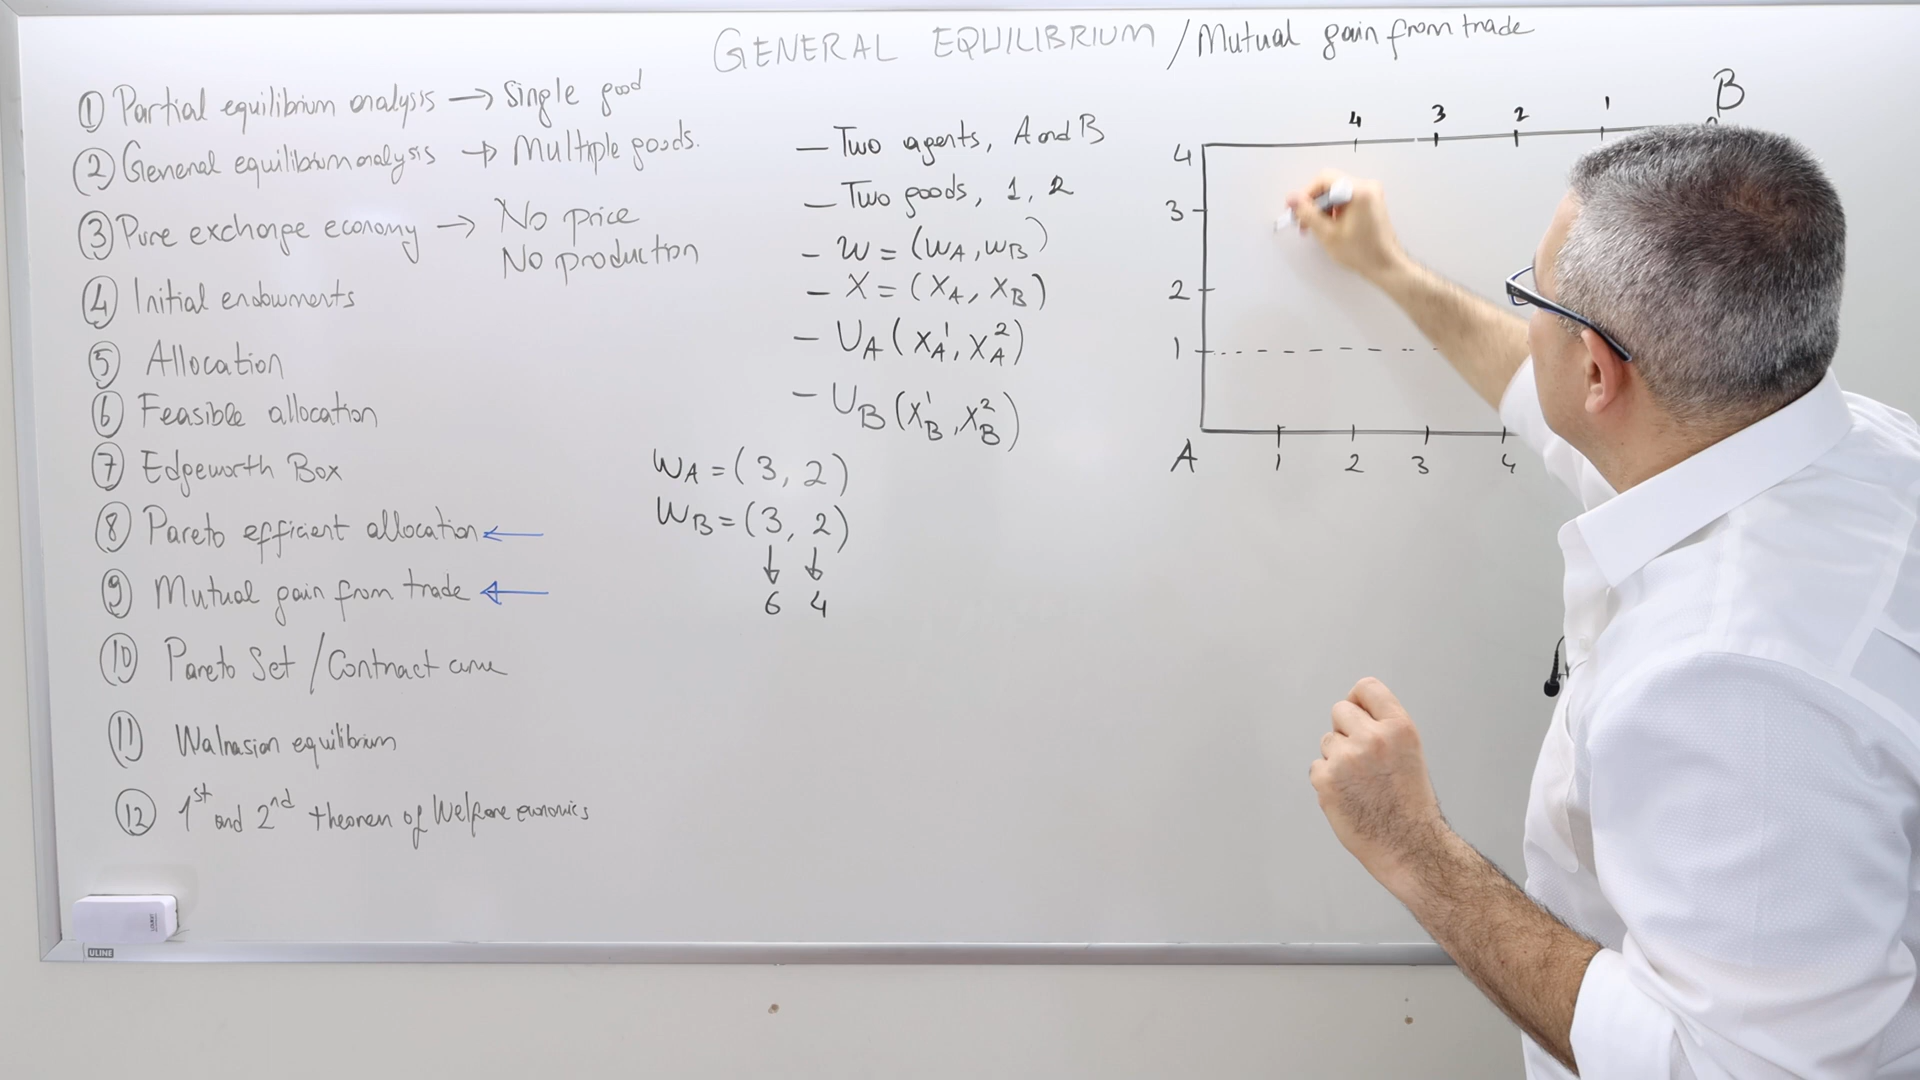 GENERAL EQUILIBRIUM / Mutual gain from trade
① Partial equilibrium analysis → Single good
② General equilibrium analysis → Multiple goods.
③ Pure exchange economy → No price
No production
④ Initial endowments
⑤ Allocation
⑥ Feasible allocation
⑦ Edgeworth Box
⑧ Pareto efficient allocation ←
⑨ Mutual gain from trade ←
⑩ Pareto Set / Contract curve
⑪ Walrasian equilibrium
⑫ 1st and 2nd theorem of Welfare economics
– Two agents, A and B
– Two goods, 1, 2
– w = (wA, wB)
– X = (XA, XB)
– UA (XA¹, XA²)
– UB (XB¹, XB²)
WA = (3, 2)
WB = (3, 2)
↓ ↓
6 4
B
4 3 2 1
4
3
2
1
A 1 2 3 4
ULINE